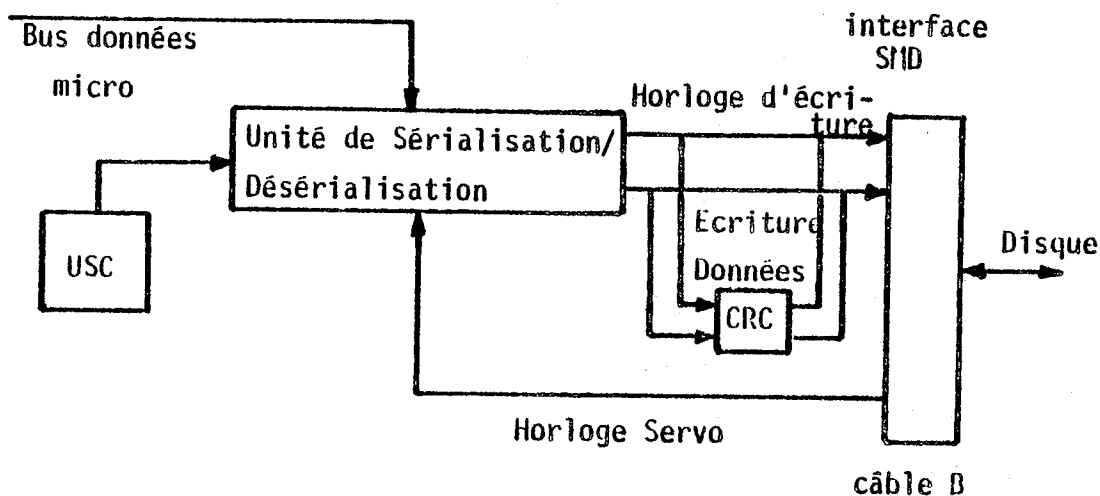 Bus données
micro
interface
SMD
Horloge d'écri-
ture
Unité de Sérialisation/
Désérialisation
USC
Ecriture
Données
CRC
Disque
Horloge Servo
câble B